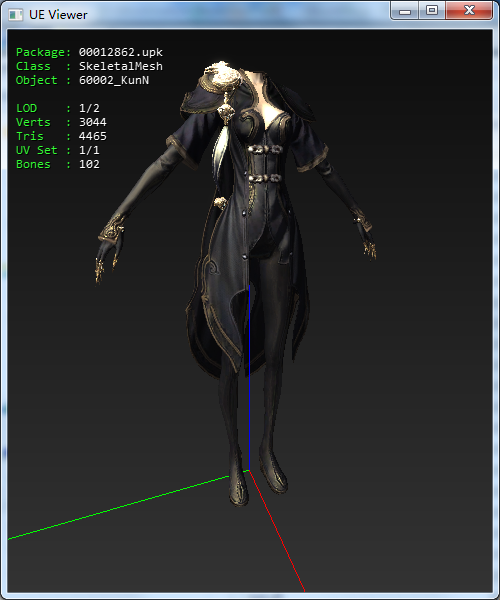 UE Viewer
Package: 00012862.upk
Class : SkeletalMesh
Object : 60002_KunN
LOD : 1/2
Verts : 3044
Tris : 4465
UV Set : 1/1
Bones : 102